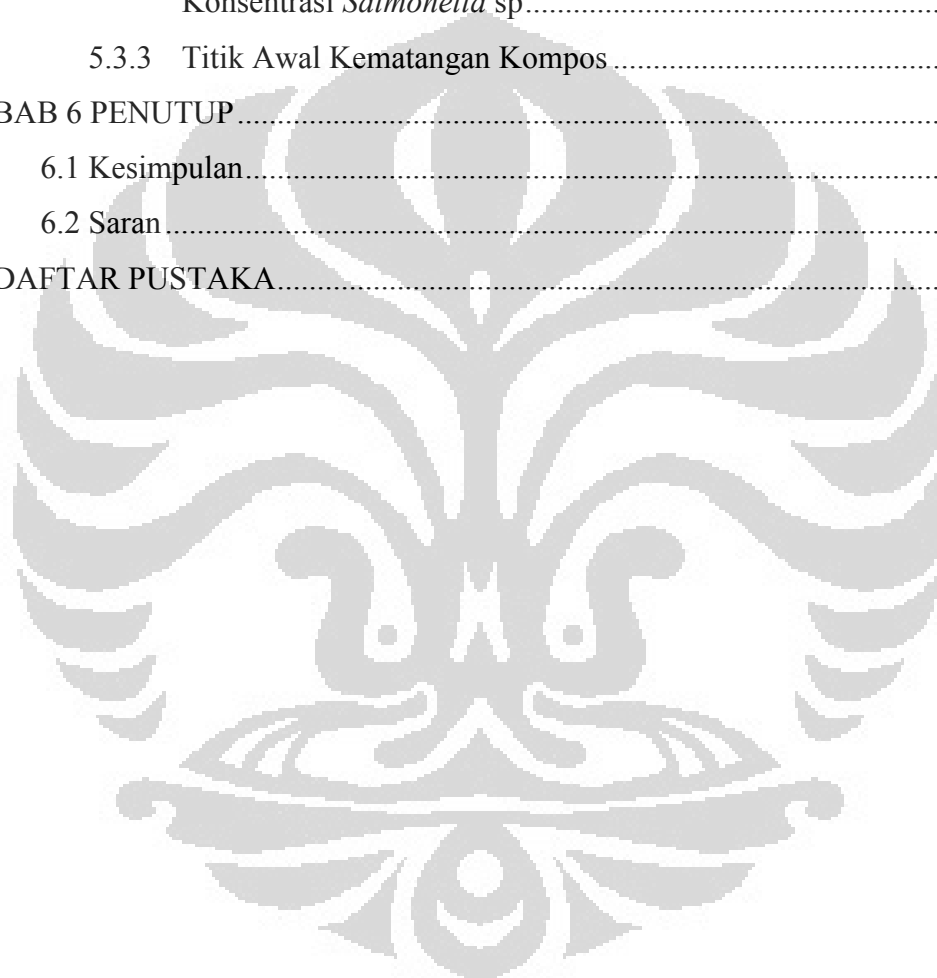 Konsentrasi Salmonella sp....................................................................
5.3.3 Titik Awal Kematangan Kompos....................................................
BAB 6 PENUTUP................................................................................................
6.1 Kesimpulan...............................................................................................
6.2 Saran.........................................................................................................
DAFTAR PUSTAKA...........................................................................................